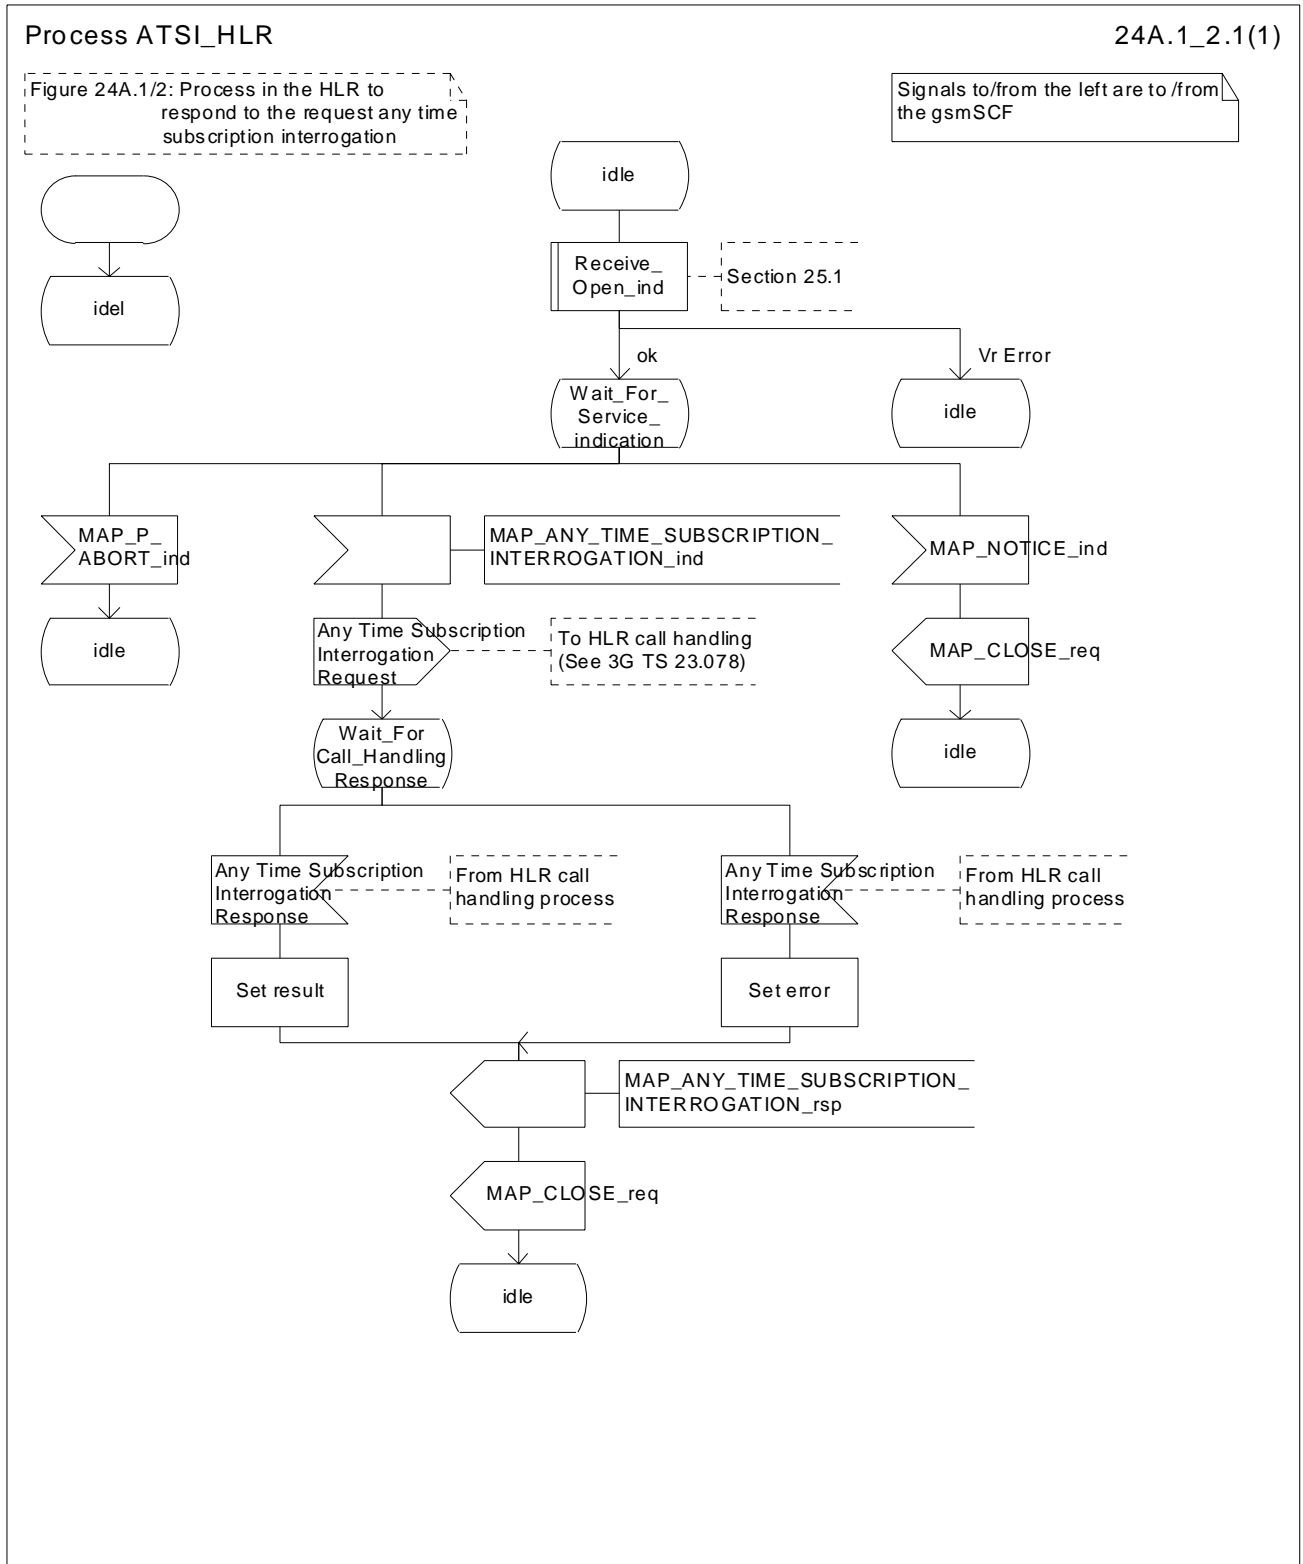 Process ATSI_HLR
24A.1_2.1(1)
Figure 24A.1/2: Process in the HLR to
respond to the request any time
subscription interrogation
Signals to/from the left are to /from
the gsmSCF
idle
idel
Receive_
Open_ind
Section 25.1
ok
Vr Error
Wait_For_
Service_
indication
idle
MAP_P_
ABORT_ind
MAP_ANY_TIME_SUBSCRIPTION_
INTERROGATION_ind
MAP_NOTICE_ind
idle
Any Time Subscription
Interrogation
Request
To HLR call handling
(See 3G TS 23.078)
MAP_CLOSE_req
Wait_For
Call_Handling
Response
idle
Any Time Subscription
Interrogation
Response
From HLR call
handling process
Any Time Subscription
Interrogation
Response
From HLR call
handling process
Set result
Set error
MAP_ANY_TIME_SUBSCRIPTION_
INTERROGATION_rsp
MAP_CLOSE_req
idle